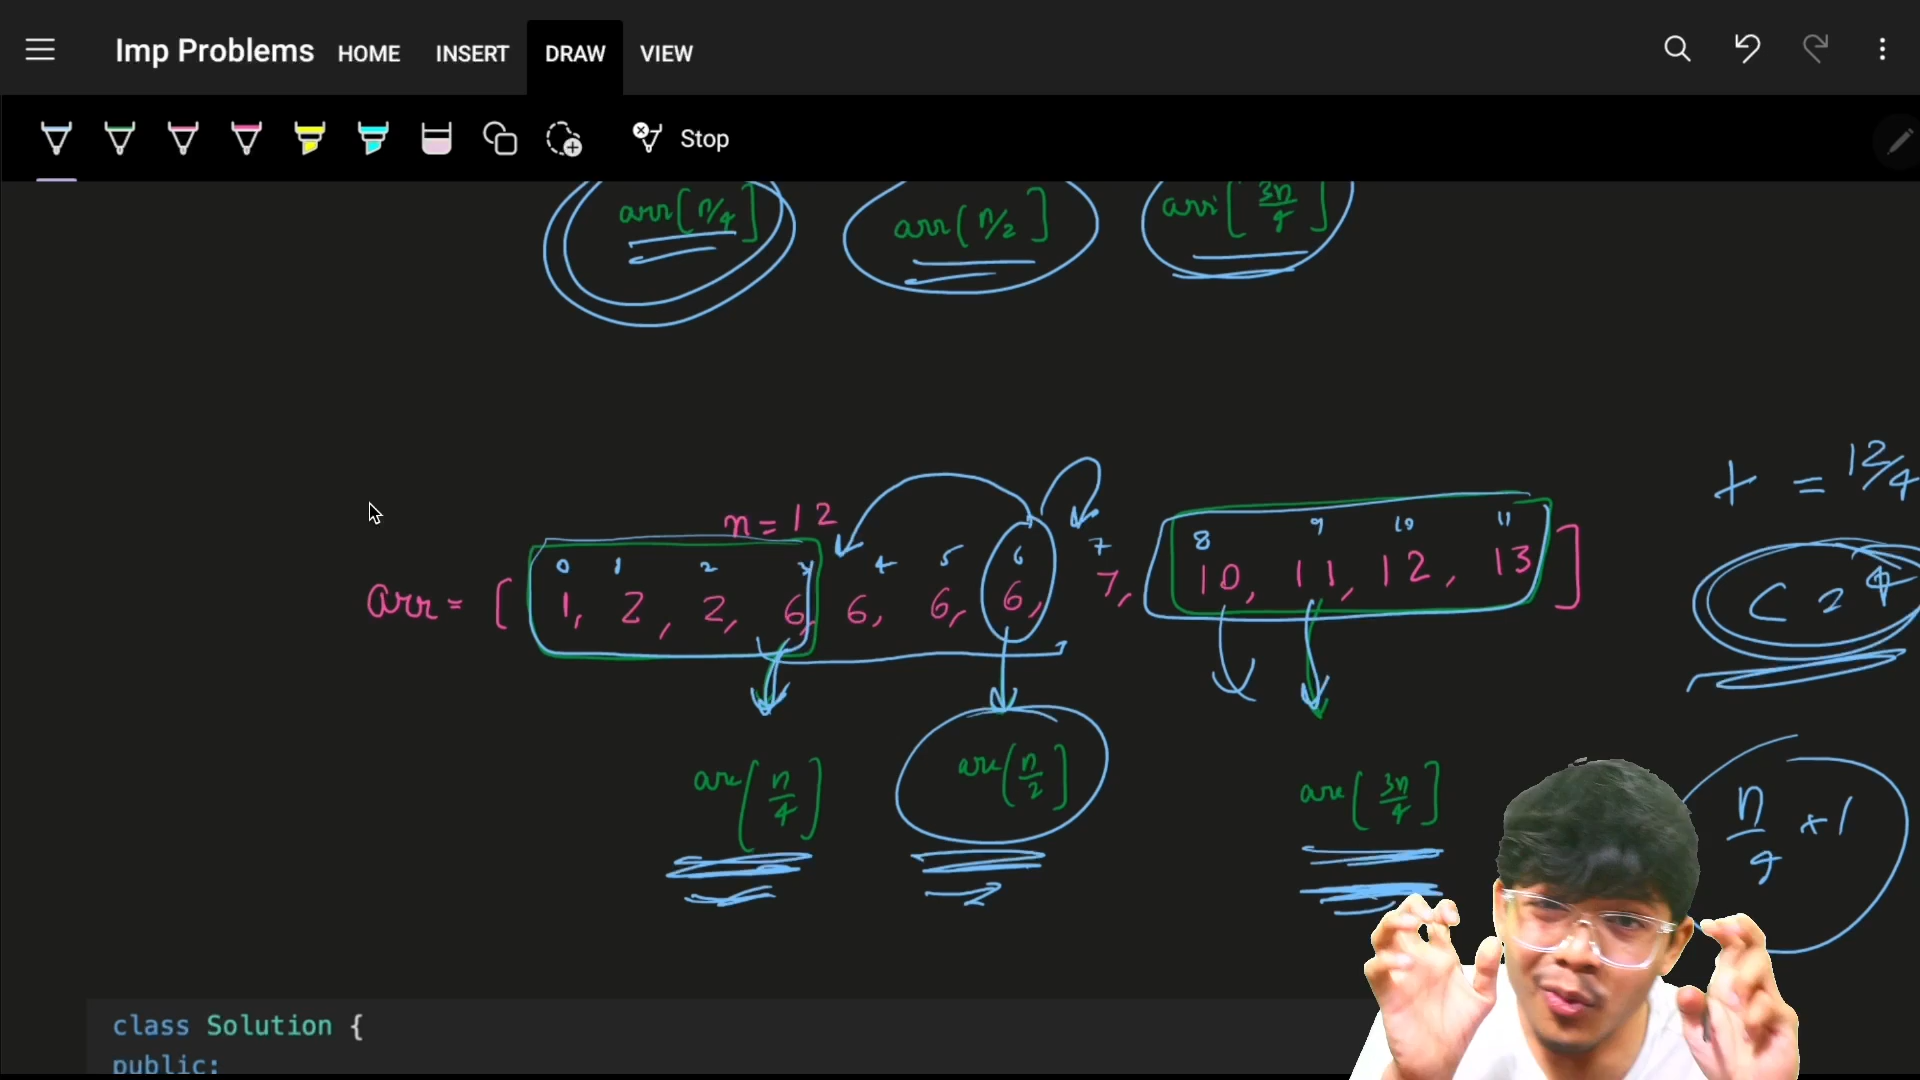 Imp Problems HOME INSERT DRAW VIEW
Stop
arr[n/4] arr[n/2] arr[3n/4]
n=12
+ = 12/4
0 1 2 3 4 5 6 7 8 9 10 11
arr= [1, 2, 2, 6, 6, 6, 6, 7, 10, 11, 12, 13]
arr[n/4] arr[n/2] arr[3n/4]
n/4 +1
class Solution {
public: